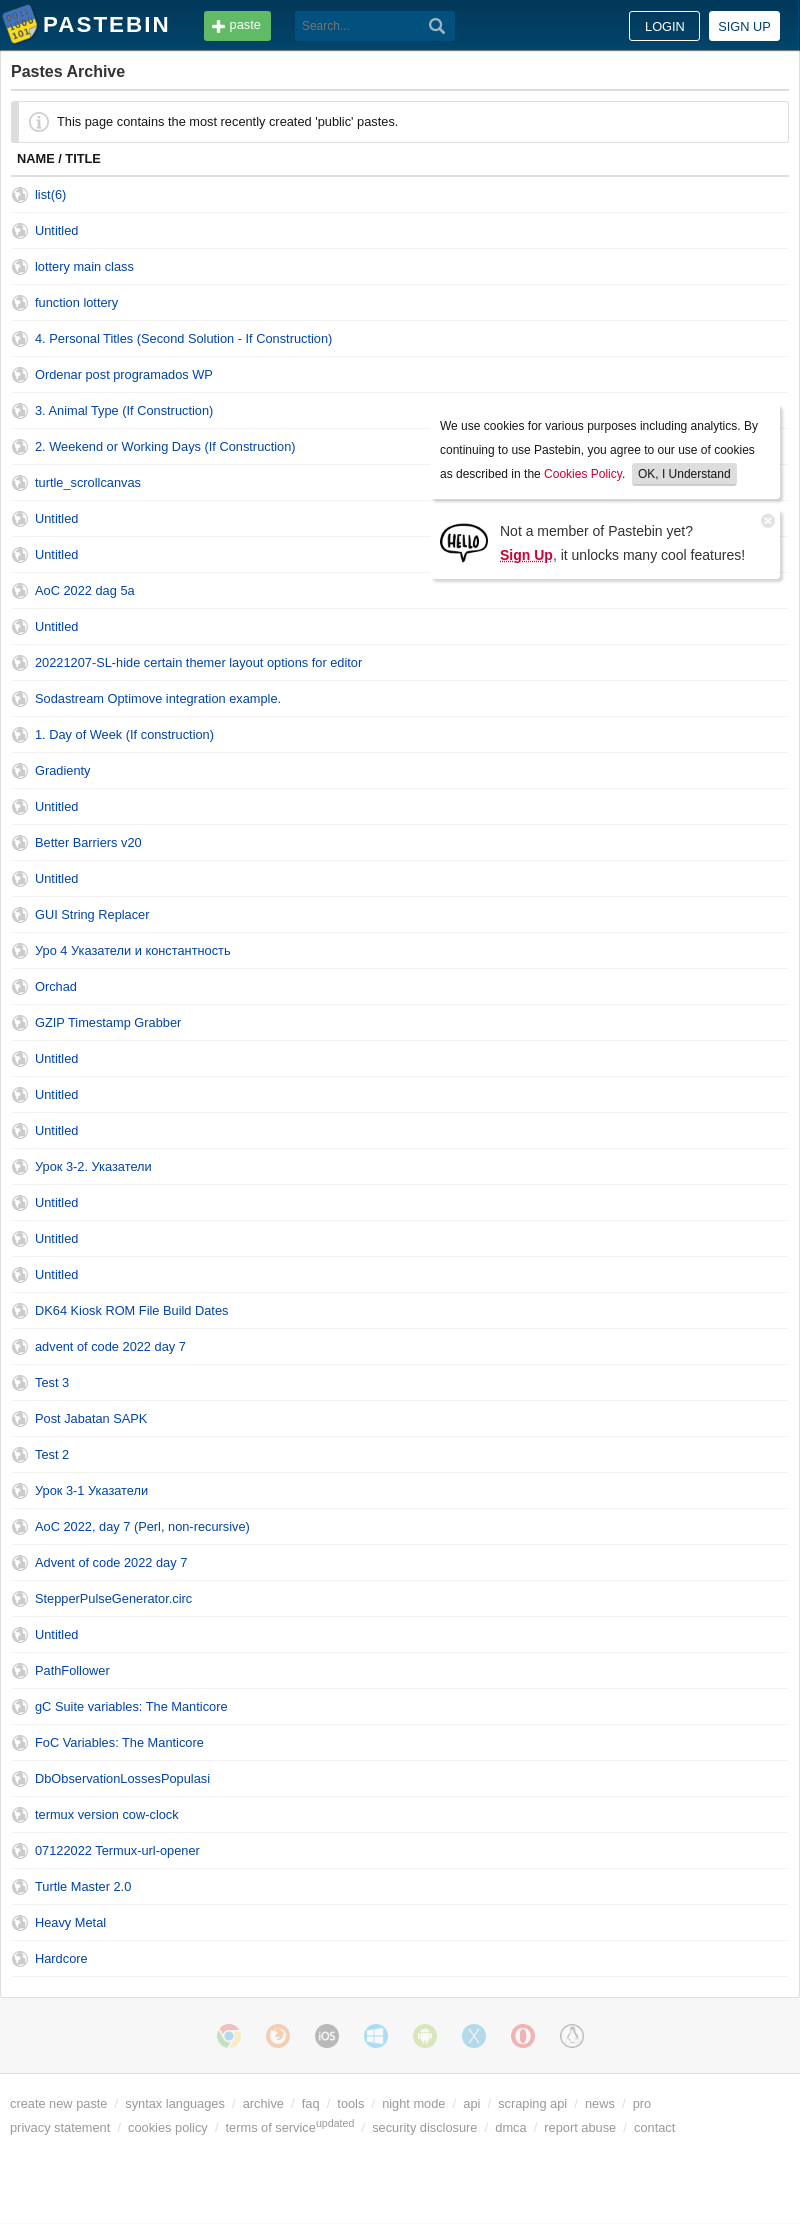 PASTEBIN
paste
Search...
LOGIN
SIGN UP
Pastes Archive
This page contains the most recently created 'public' pastes.
NAME / TITLE
list(6)
Untitled
lottery main class
function lottery
4. Personal Titles (Second Solution - If Construction)
Ordenar post programados WP
3. Animal Type (If Construction)
2. Weekend or Working Days (If Construction)
turtle_scrollcanvas
Untitled
Untitled
We use cookies for various purposes including analytics. By
continuing to use Pastebin, you agree to our use of cookies
as described in the Cookies Policy. OK, I Understand
HELLO
Not a member of Pastebin yet?
Sign Up, it unlocks many cool features!
AoC 2022 dag 5a
Untitled
20221207-SL-hide certain themer layout options for editor
Sodastream Optimove integration example.
1. Day of Week (If construction)
Gradienty
Untitled
Better Barriers v20
Untitled
GUI String Replacer
Уро 4 Указатели и константность
Orchad
GZIP Timestamp Grabber
Untitled
Untitled
Untitled
Урок 3-2. Указатели
Untitled
Untitled
Untitled
DK64 Kiosk ROM File Build Dates
advent of code 2022 day 7
Test 3
Post Jabatan SAPK
Test 2
Урок 3-1 Указатели
AoC 2022, day 7 (Perl, non-recursive)
Advent of code 2022 day 7
StepperPulseGenerator.circ
Untitled
PathFollower
gC Suite variables: The Manticore
FoC Variables: The Manticore
DbObservationLossesPopulasi
termux version cow-clock
07122022 Termux-url-opener
Turtle Master 2.0
Heavy Metal
Hardcore
iOS
create new paste / syntax languages / archive / faq / tools / night mode / api / scraping api / news / pro
privacy statement / cookies policy / terms of service updated / security disclosure / dmca / report abuse / contact